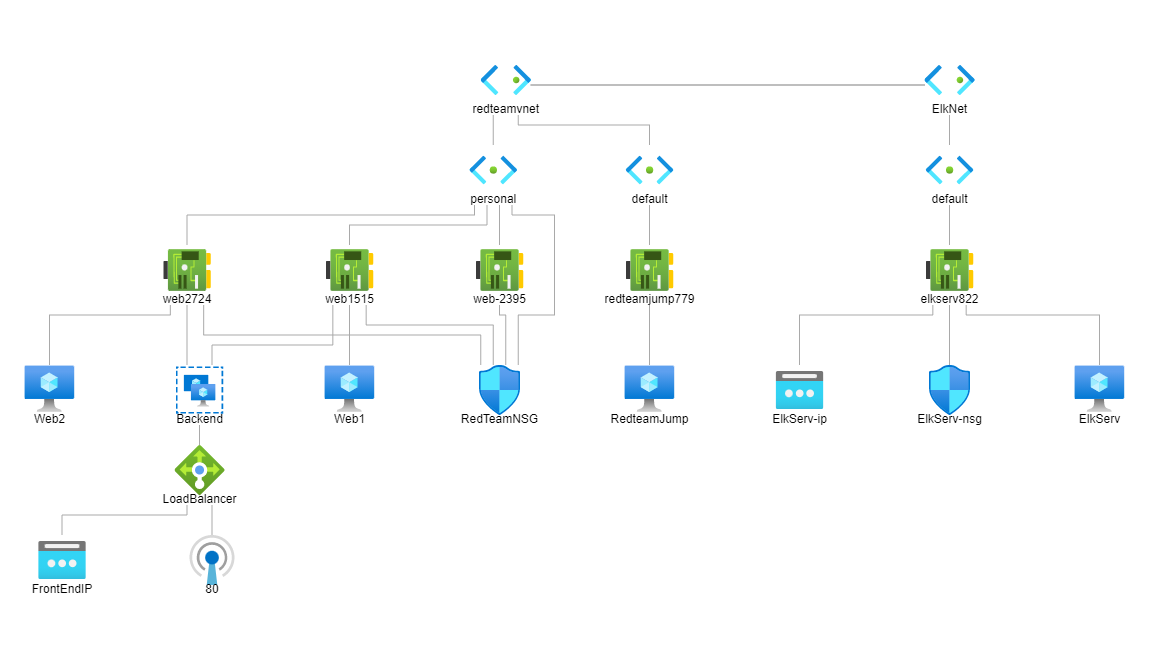 redteamvnet
ElkNet
personal
default
default
web2724
web1515
web-2395
redteamjump779
elkserv822
Web2
Backend
Web1
RedTeamNSG
RedteamJump
ElkServ-ip
ElkServ-nsg
ElkServ
LoadBalancer
FrontEndIP
80